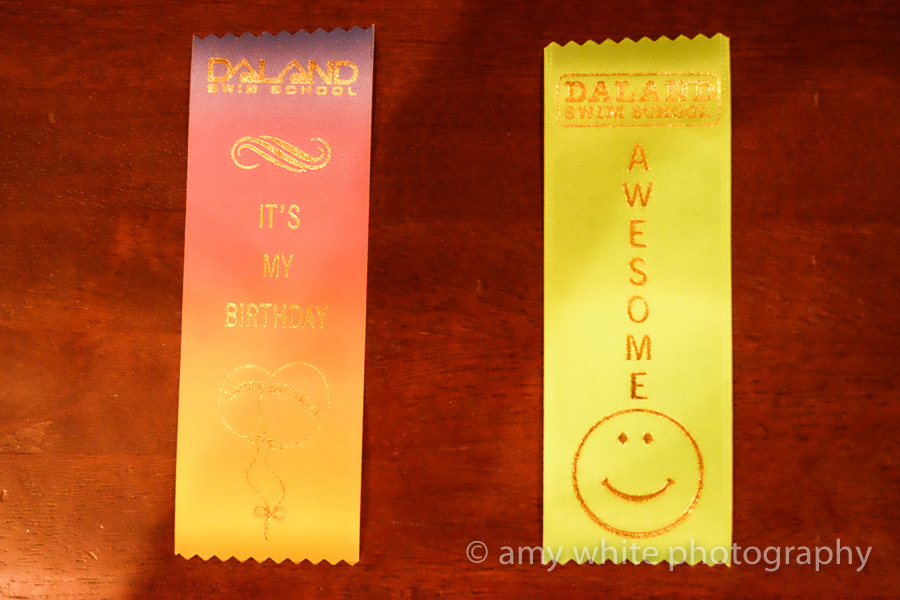 DALAND
SWIM SCHOOL
IT'S
MY
BIRTHDAY
DALAND
SWIM SCHOOL
A
W
E
S
O
M
E
© amy white photography